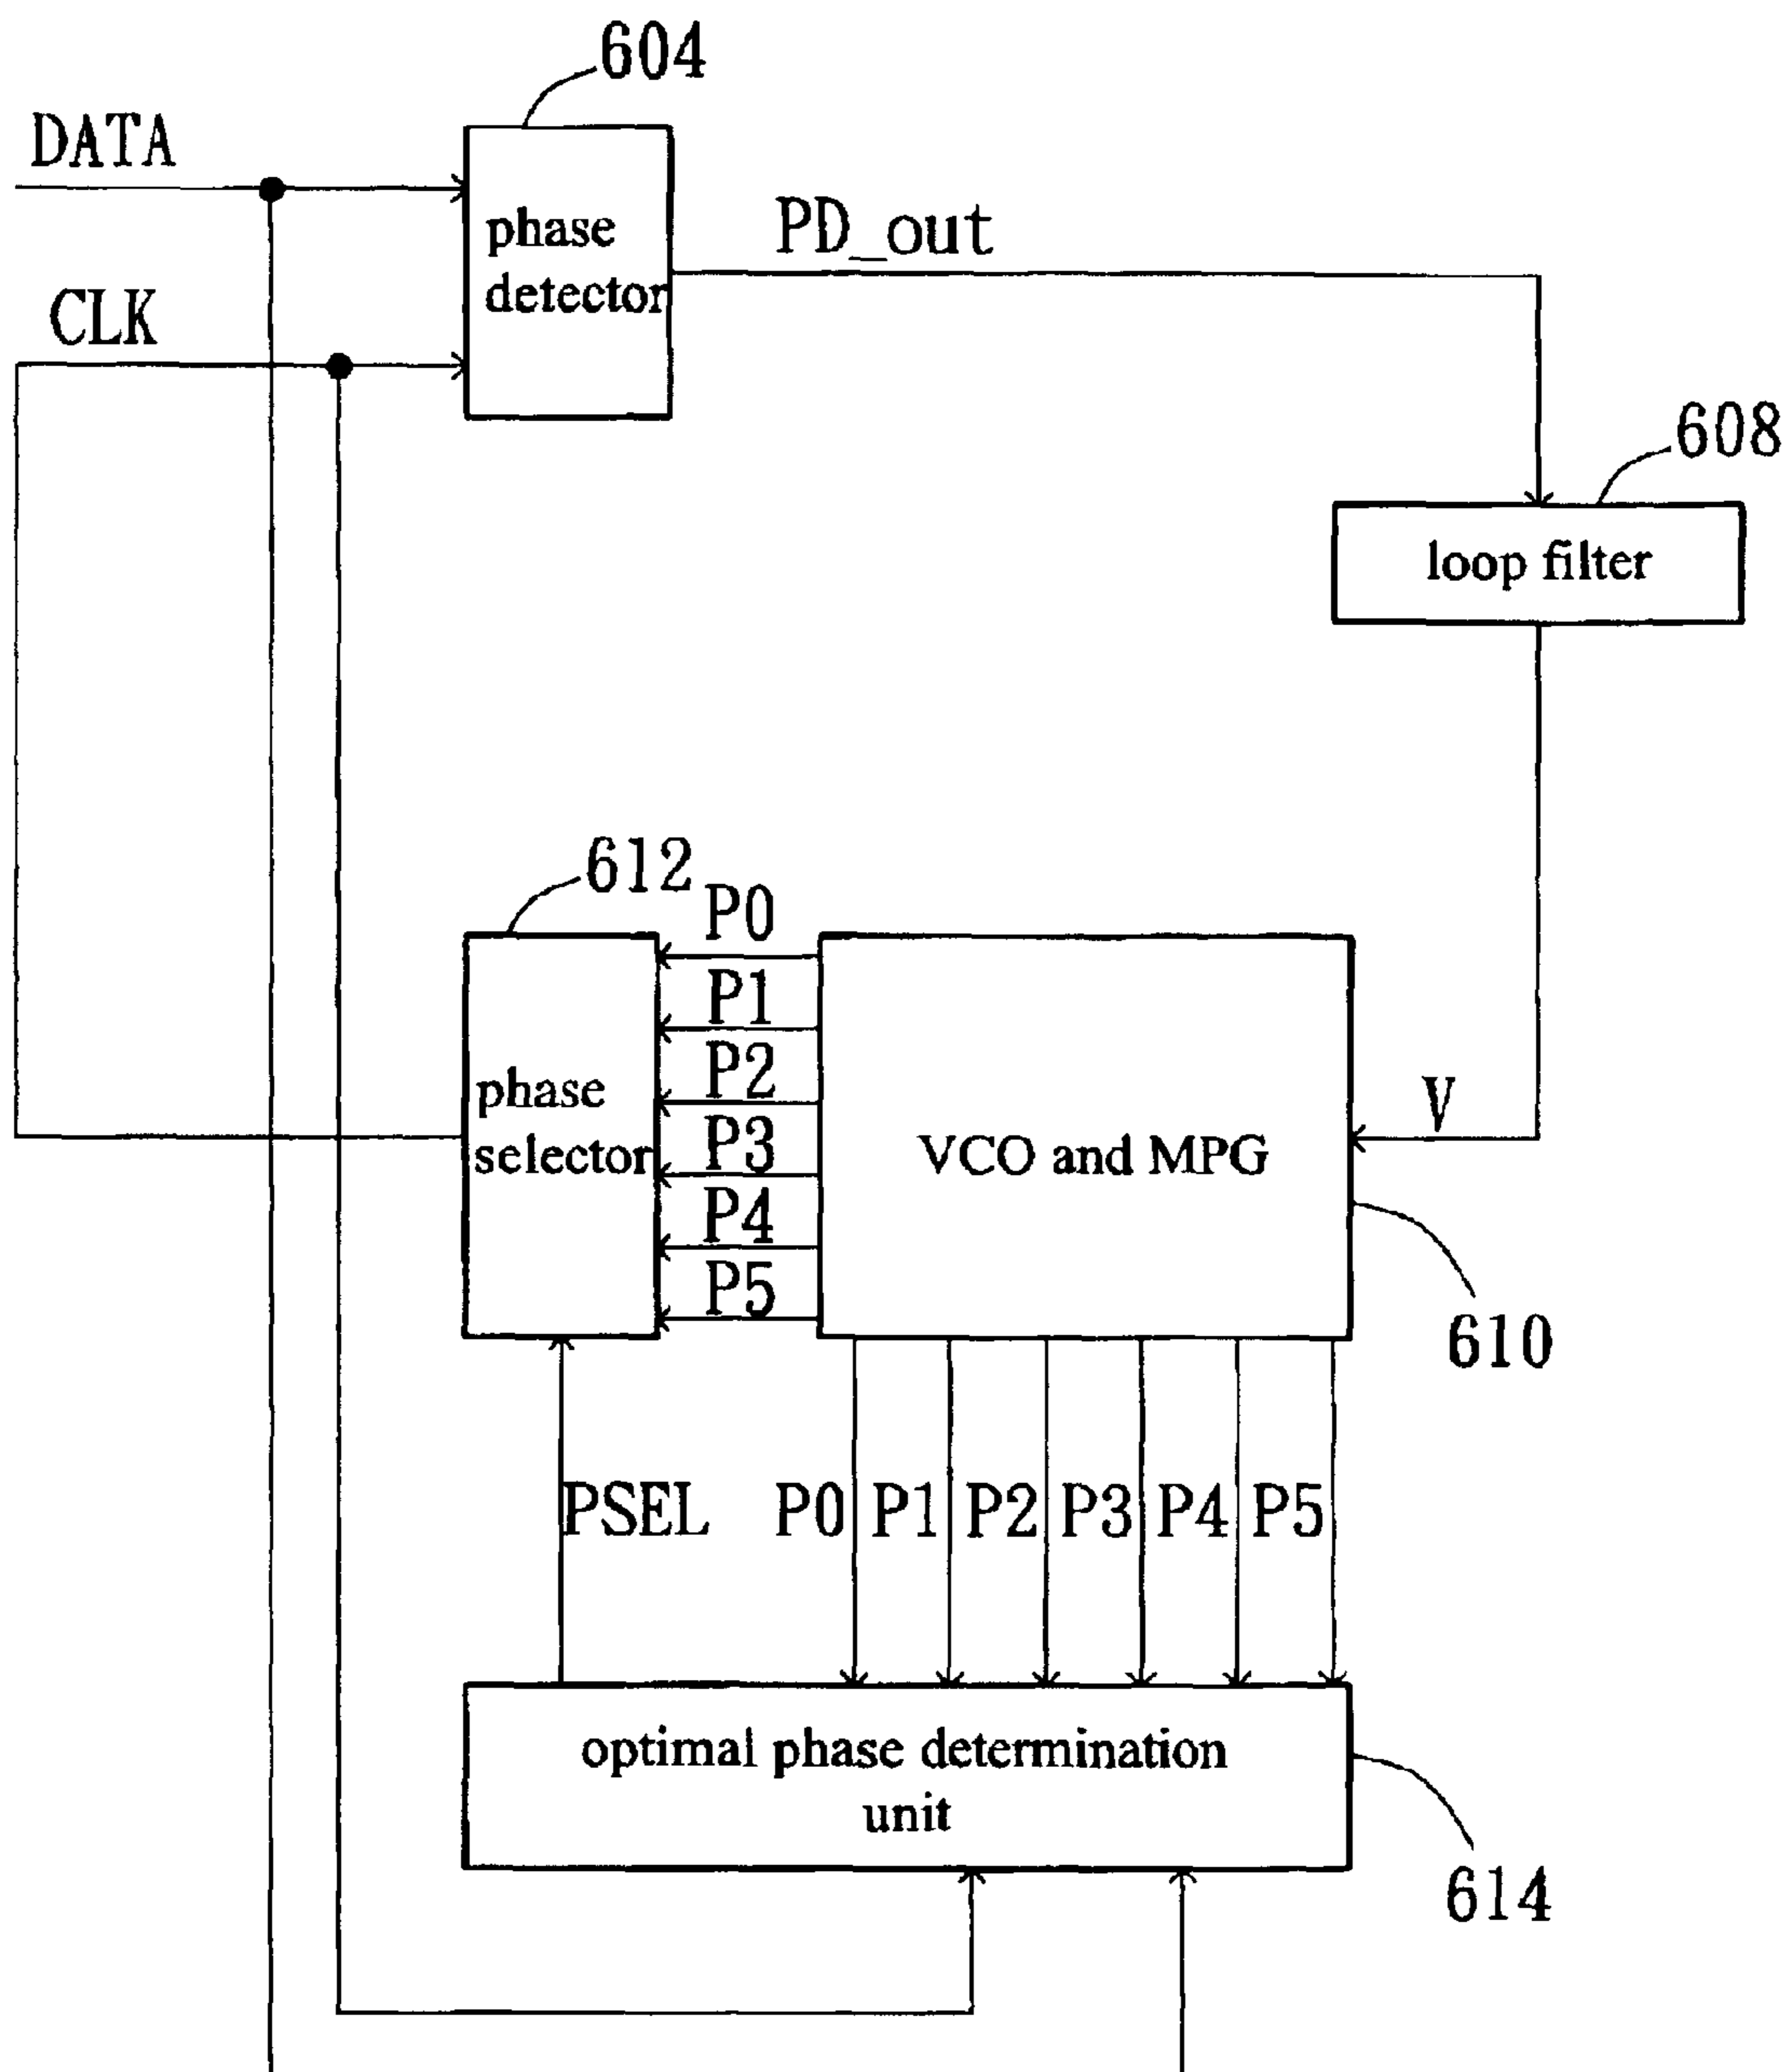 604
DATA
phase
detector
PD_out
CLK
608
loop filter
612
P0
P1
P2
P3
P4
P5
phase
selector
VCO and MPG
V
610
PSEL
P0 P1 P2 P3 P4 P5
optimal phase determination
unit
614